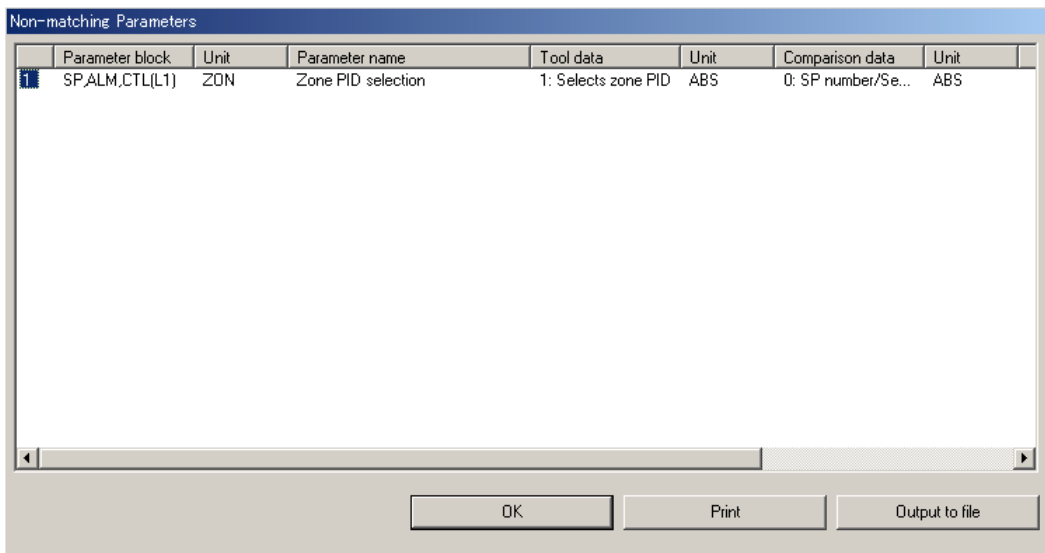 Non-matching Parameters
Parameter block Unit Parameter name Tool data Unit Comparison data Unit
1 SP,ALM,CTL(L1) ZON Zone PID selection 1: Selects zone PID ABS 0: SP number/Se... ABS
OK Print Output to file